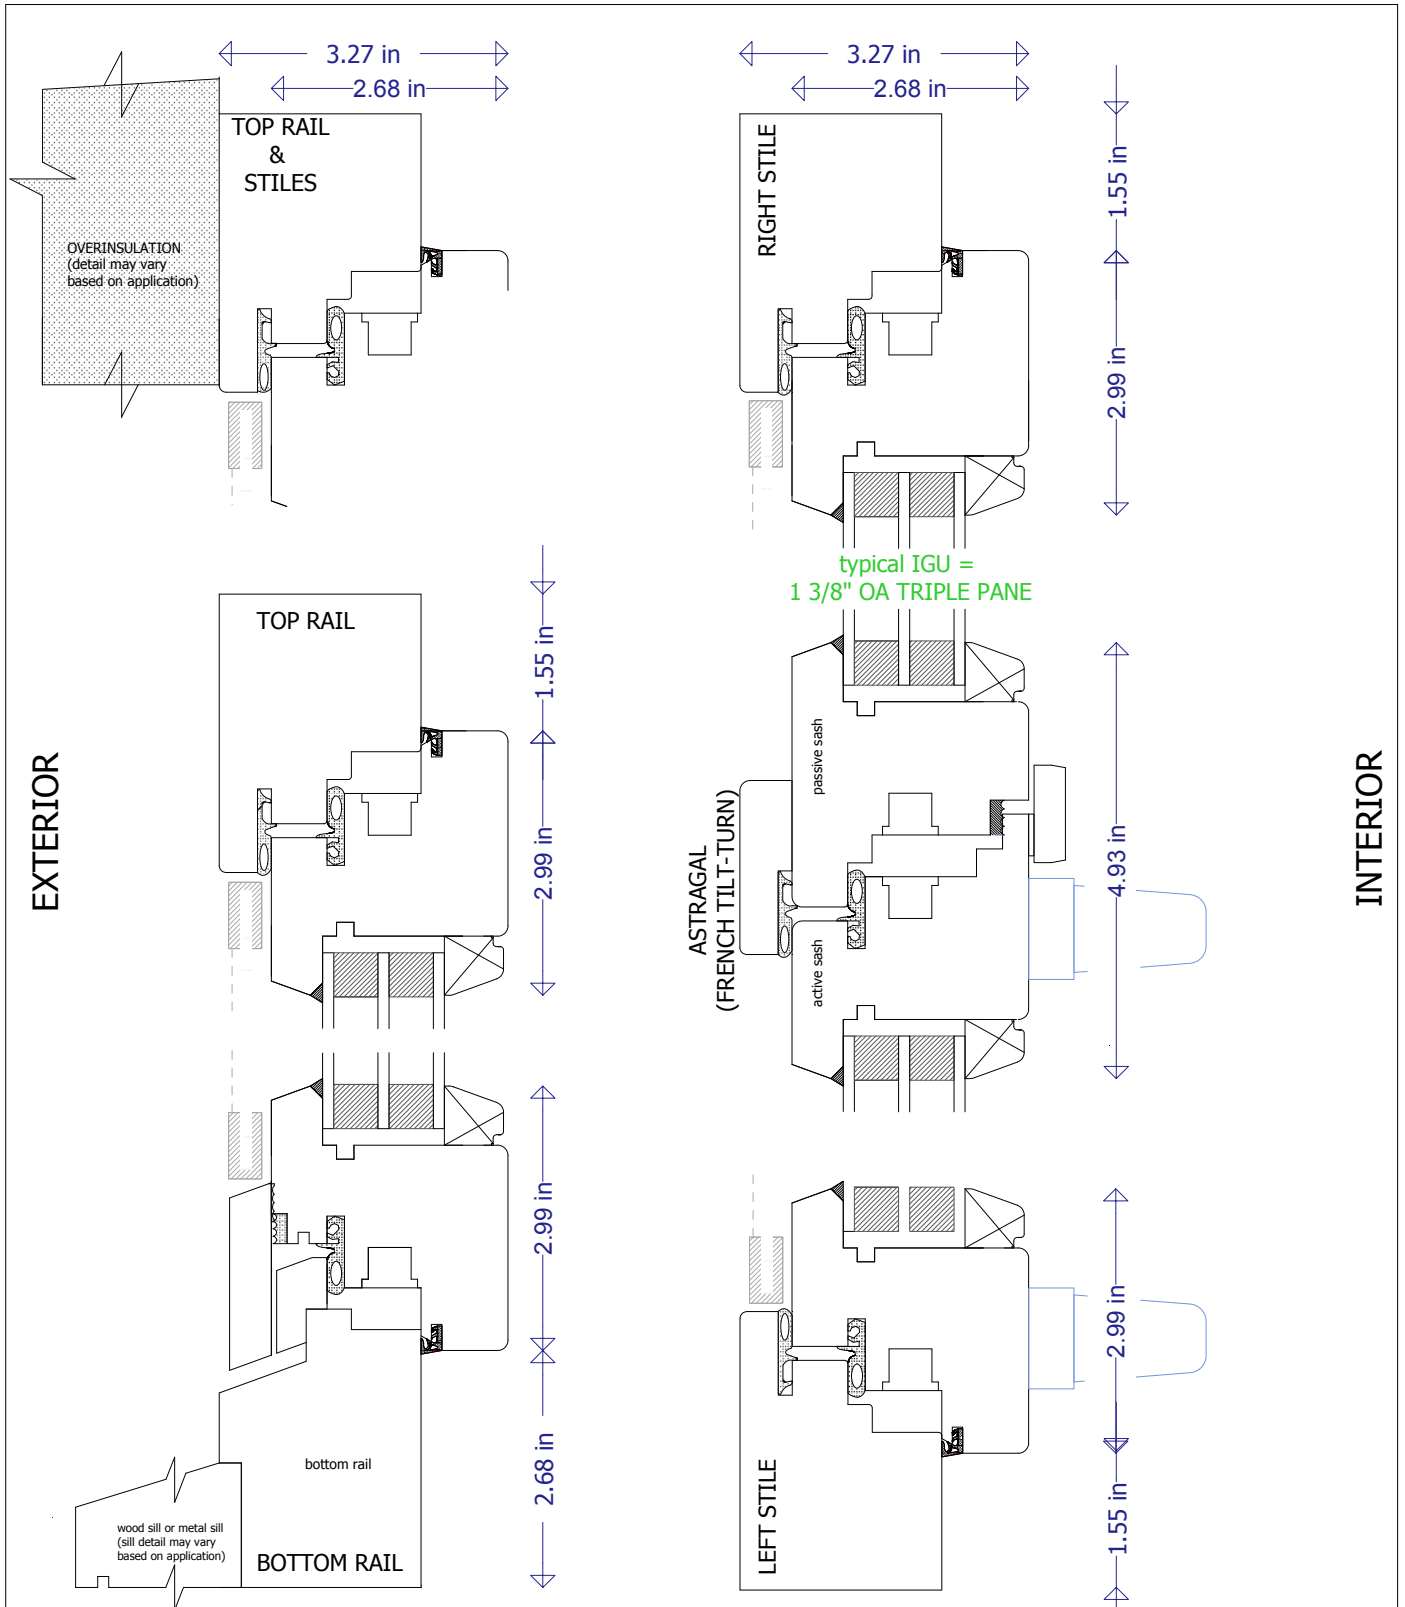 3.27 in
2.68 in
TOP RAIL
&
STILES
OVERINSULATION
(detail may vary
based on application)
3.27 in
2.68 in
RIGHT STILE
1.55 in
2.99 in
typical IGU =
1 3/8" OA TRIPLE PANE
EXTERIOR
TOP RAIL
1.55 in
2.99 in
ASTRAGAL
(FRENCH TILT-TURN)
passive sash
active sash
4.93 in
INTERIOR
2.99 in
2.68 in
bottom rail
wood sill or metal sill
(sill detail may vary
based on application)
BOTTOM RAIL
LEFT STILE
2.99 in
1.55 in